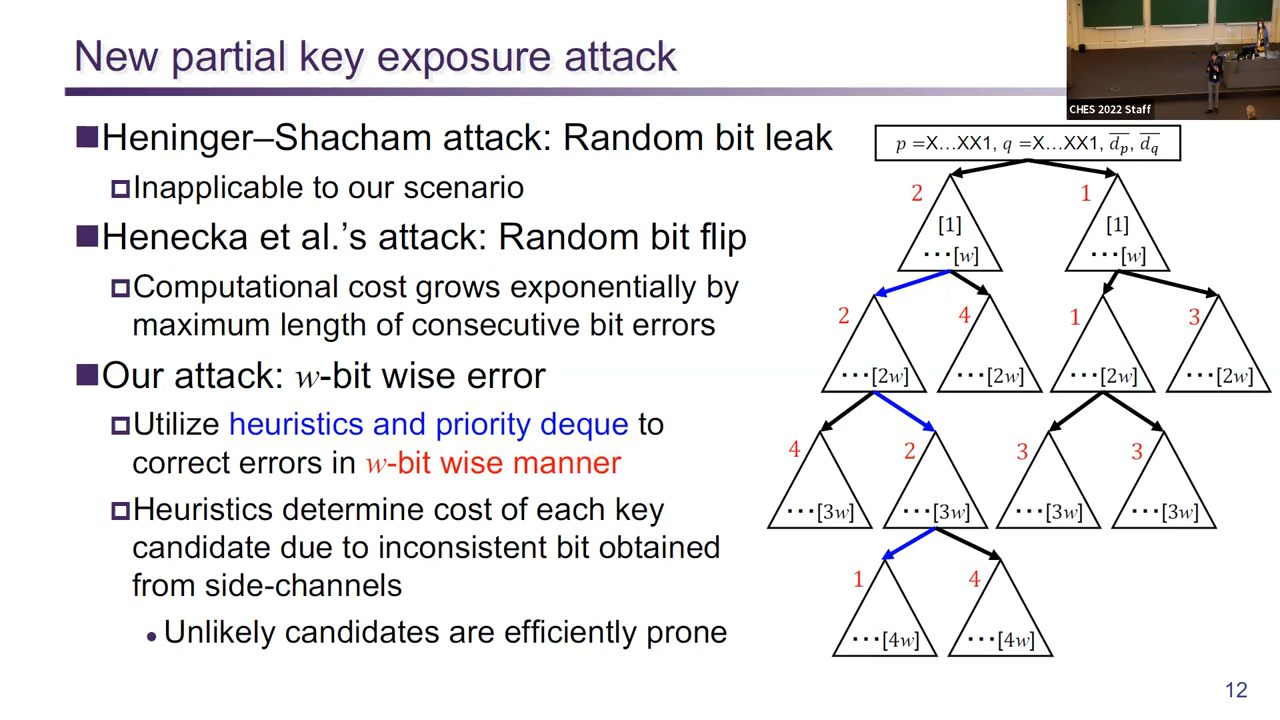 New partial key exposure attack
CHES 2022 Staff
Heninger–Shacham attack: Random bit leak
Inapplicable to our scenario
Henecka et al.’s attack: Random bit flip
Computational cost grows exponentially by
maximum length of consecutive bit errors
Our attack: w-bit wise error
Utilize heuristics and priority deque to
correct errors in w-bit wise manner
Heuristics determine cost of each key
candidate due to inconsistent bit obtained
from side-channels
Unlikely candidates are efficiently prone
p =X…XX1, q =X…XX1, d̅p̅, d̅q̅
2 1
[1] [1]
⋯[w] ⋯[w]
2 4 1 3
⋯[2w] ⋯[2w] ⋯[2w] ⋯[2w]
4 2 3 3
⋯[3w] ⋯[3w] ⋯[3w] ⋯[3w]
1 4
⋯[4w] ⋯[4w]
12